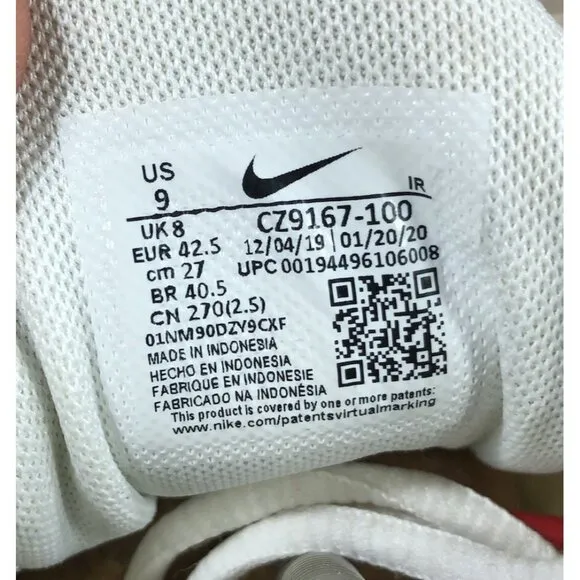 US
9
IR
UK 8
CZ9167-100
EUR 42.5
12/04/19 | 01/20/20
cm 27
UPC 00194496106008
BR 40.5
CN 270(2.5)
01NM90DZY9CXF
MADE IN INDONESIA
HECHO EN INDONESIA
FABRIQUE EN INDONESIE
FABRICADO NA INDONÉSIA
This product is covered by one or more patents.
www.nike.com/patentsvirtualmarking